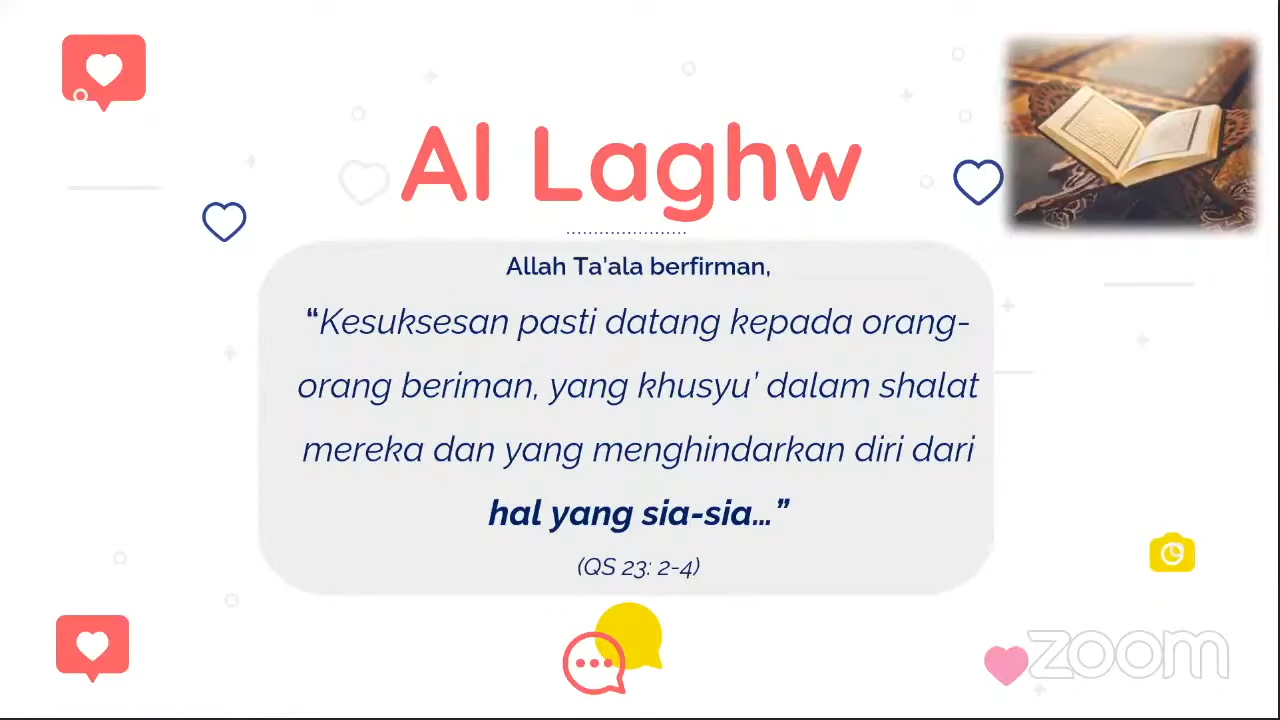 Al Laghw
Allah Ta'ala berfirman,
“Kesuksesan pasti datang kepada orang-
orang beriman, yang khusyu’ dalam shalat
mereka dan yang menghindarkan diri dari
hal yang sia-sia...”
(QS 23: 2-4)
zoom